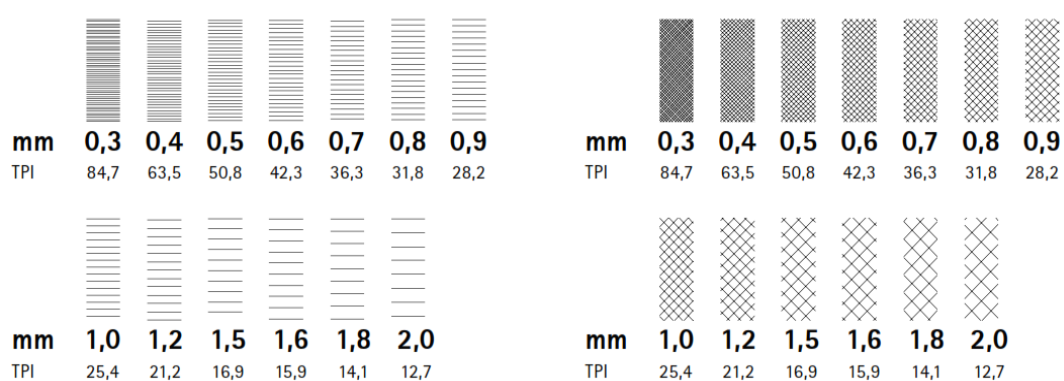 mm 0,3 0,4 0,5 0,6 0,7 0,8 0,9
TPI 84,7 63,5 50,8 42,3 36,3 31,8 28,2
mm 1,0 1,2 1,5 1,6 1,8 2,0
TPI 25,4 21,2 16,9 15,9 14,1 12,7
mm 0,3 0,4 0,5 0,6 0,7 0,8 0,9
TPI 84,7 63,5 50,8 42,3 36,3 31,8 28,2
mm 1,0 1,2 1,5 1,6 1,8 2,0
TPI 25,4 21,2 16,9 15,9 14,1 12,7